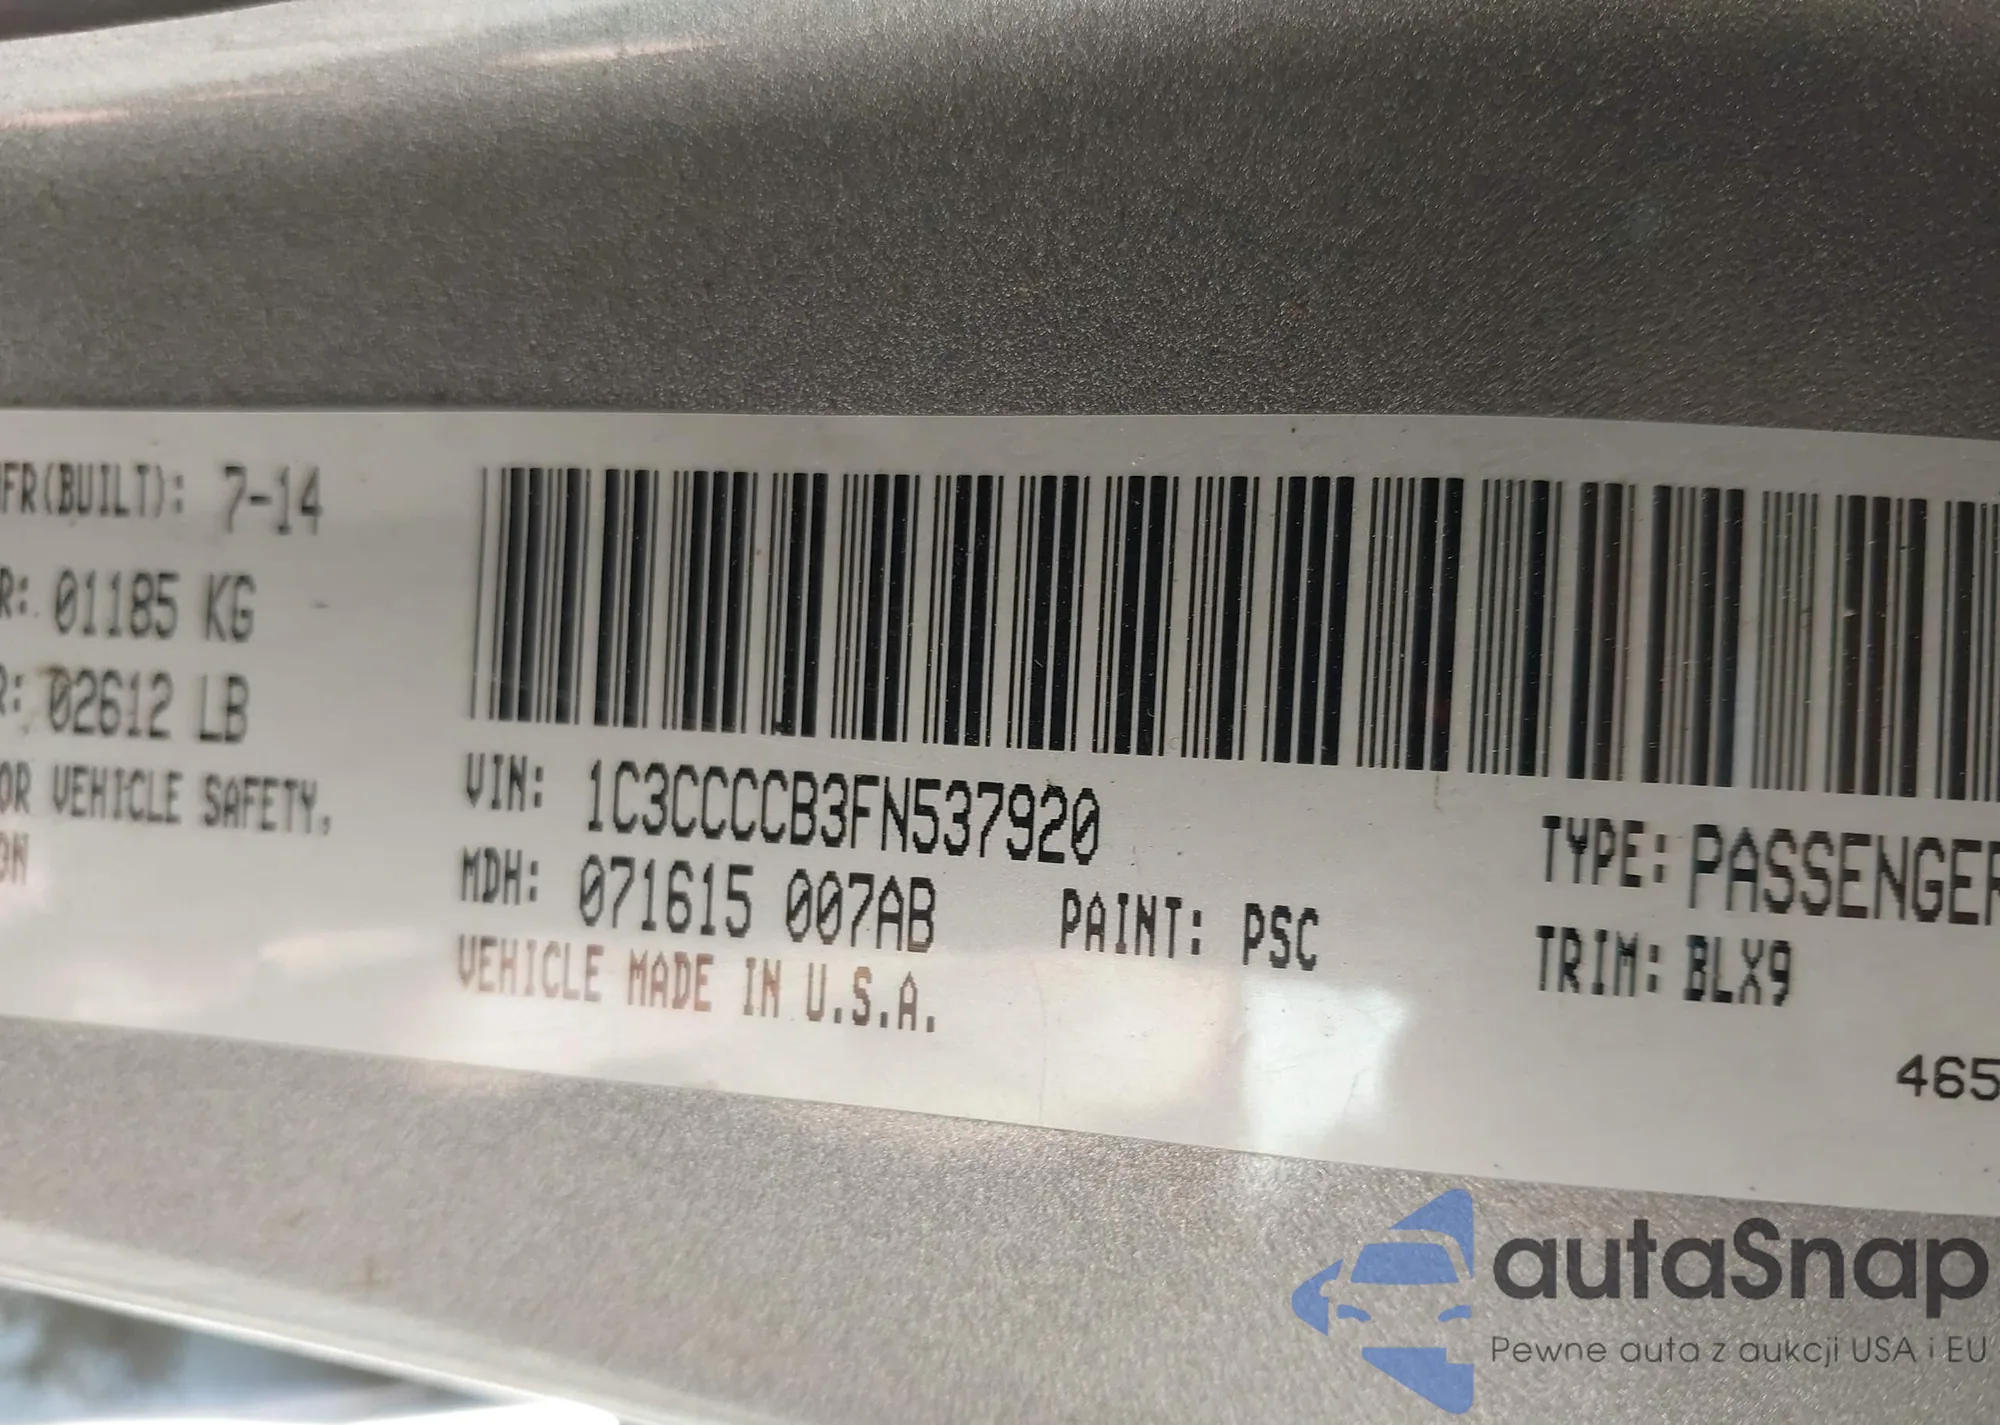 FR(BUILT): 7-14
R: 01185 KG
R: 02612 LB
OR VEHICLE SAFETY,
ON
VIN: 1C3CCCCB3FN537920
MDH: 071615 007AB
PAINT: PSC
VEHICLE MADE IN U.S.A.
TYPE: PASSENGER
TRIM: BLX9
465
autaSnap
Pewne auta z aukcji USA i EU